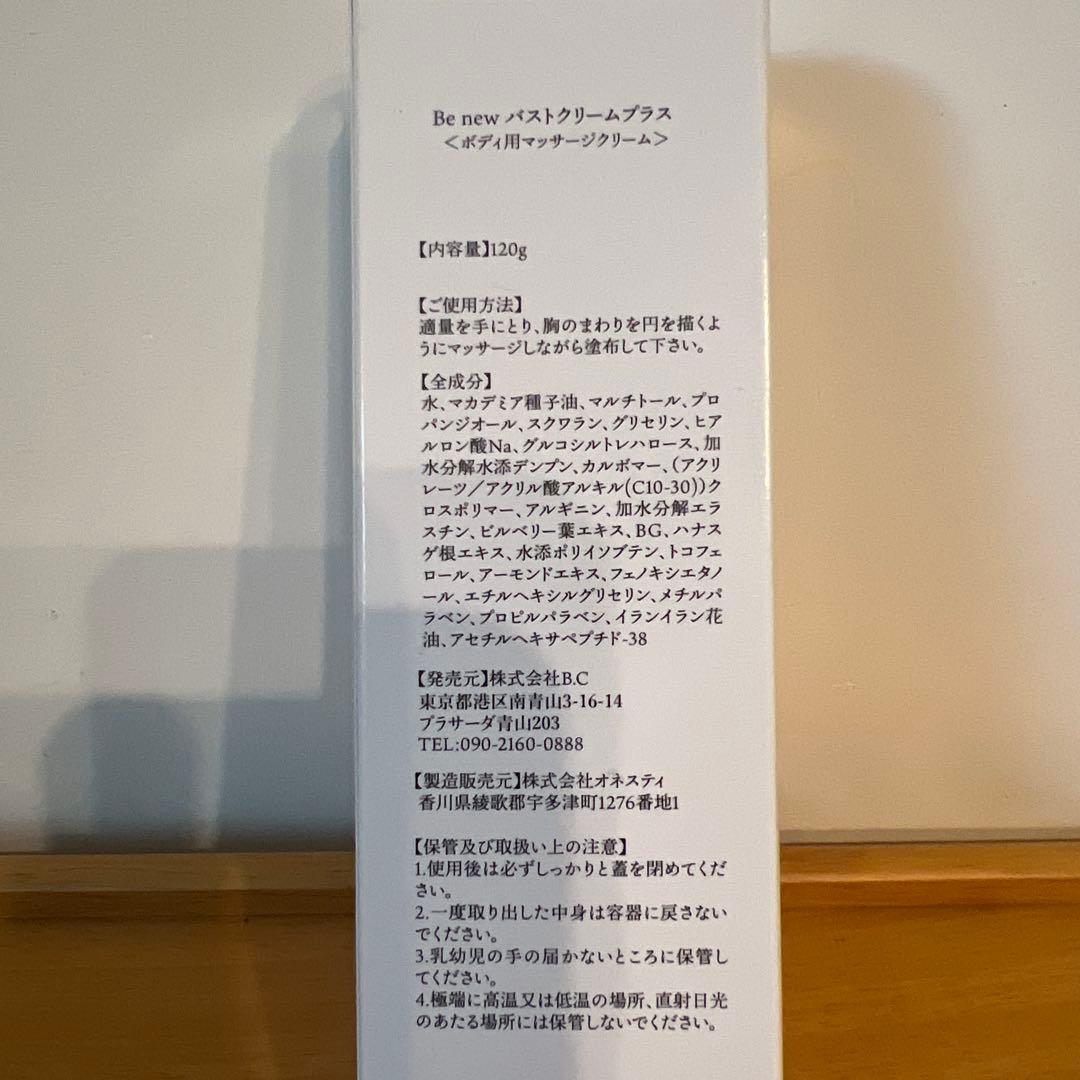 Be new バストクリームプラス
＜ボディ用マッサージクリーム＞
【内容量】120g
【ご使用方法】
適量を手にとり、胸のまわりを円を描くよ
うにマッサージしながら塗布して下さい。
【全成分】
水、マカデミア種子油、マルチトール、プロ
パンジオール、スクワラン、グリセリン、ヒア
ルロン酸Na、グルコシルトレハロース、加
水分解水添デンプン、カルボマー、（アクリ
レーツ／アクリル酸アルキル(C10-30)）ク
ロスポリマー、アルギニン、加水分解エラ
スチン、ビルベリー葉エキス、BG、ハナス
ゲ根エキス、水添ポリイソブテン、トコフェ
ロール、アーモンドエキス、フェノキシエタノ
ール、エチルヘキシルグリセリン、メチルパ
ラベン、プロピルパラベン、イランイラン花
油、アセチルヘキサペプチド-38
【発売元】株式会社B.C
東京都港区南青山3-16-14
プラサーダ青山203
TEL:090-2160-0888
【製造販売元】株式会社オネスティ
香川県綾歌郡宇多津町1276番地1
【保管及び取扱い上の注意】
1.使用後は必ずしっかりと蓋を閉めてくだ
さい。
2.一度取り出した中身は容器に戻さない
でください。
3.乳幼児の手の届かないところに保管し
てください。
4.極端に高温又は低温の場所、直射日光
のあたる場所には保管しないでください。